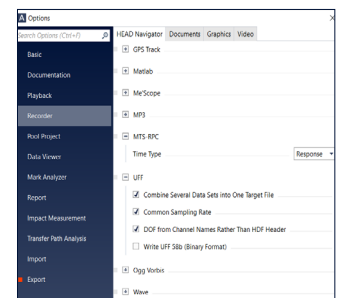 Options
Search Options (Ctrl+F)
HEAD Navigator Documents Graphics Video
Basic
Documentation
Playback
Recorder
Pool Project
Data Viewer
Mark Analyzer
Report
Impact Measurement
Transfer Path Analysis
Import
Export
GPS Track
Matlab
Me'Scope
MP3
MTS-RPC
Time Type Response
UFF
Combine Several Data Sets into One Target File
Common Sampling Rate
DOF from Channel Names Rather Than HDF Header
Write UFF 58b (Binary Format)
Ogg Vorbis
Wave